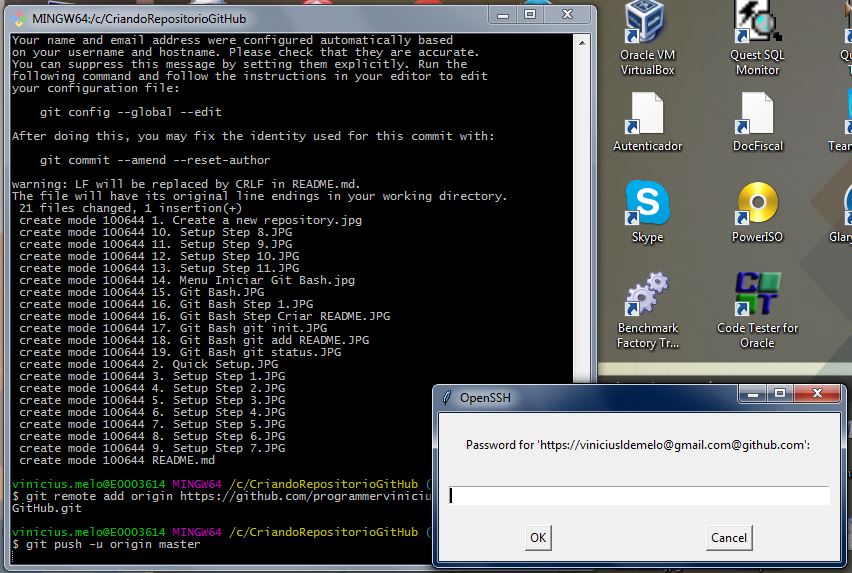 MINGW64:/c/CriandoRepositorioGitHub
Your name and email address were configured automatically based
on your username and hostname. Please check that they are accurate.
You can suppress this message by setting them explicitly. Run the
following command and follow the instructions in your editor to edit
your configuration file:
git config --global --edit
After doing this, you may fix the identity used for this commit with:
git commit --amend --reset-author
warning: LF will be replaced by CRLF in README.md.
The file will have its original line endings in your working directory.
21 files changed, 1 insertion(+)
create mode 100644 1. Create a new repository.jpg
create mode 100644 10. Setup Step 8.JPG
create mode 100644 11. Setup Step 9.JPG
create mode 100644 12. Setup Step 10.JPG
create mode 100644 13. Setup Step 11.JPG
create mode 100644 14. Menu Iniciar Git Bash.jpg
create mode 100644 15. Git Bash.JPG
create mode 100644 16. Git Bash Step 1.JPG
create mode 100644 16. Git Bash Step Criar README.JPG
create mode 100644 17. Git Bash git init.JPG
create mode 100644 18. Git Bash git add README.JPG
create mode 100644 19. Git Bash git status.JPG
create mode 100644 2. Quick Setup.JPG
create mode 100644 3. Setup Step 1.JPG
create mode 100644 4. Setup Step 2.JPG
create mode 100644 5. Setup Step 3.JPG
create mode 100644 6. Setup Step 4.JPG
create mode 100644 7. Setup Step 5.JPG
create mode 100644 8. Setup Step 6.JPG
create mode 100644 9. Setup Step 7.JPG
create mode 100644 README.md
vinicius.melo@E0003614 MINGW64 /c/CriandoRepositorioGitHub (
$ git remote add origin https://github.com/programmerviniciu
GitHub.git
vinicius.melo@E0003614 MINGW64 /c/CriandoRepositorioGitHub (
$ git push -u origin master
Oracle VM
VirtualBox
Quest SQL
Monitor
Autenticador
DocFiscal
Skype
PowerISO
Benchmark
Factory Tr...
Code Tester for
Oracle
OpenSSH
Password for 'https://viniciusldemelo@gmail.com@github.com':
OK
Cancel